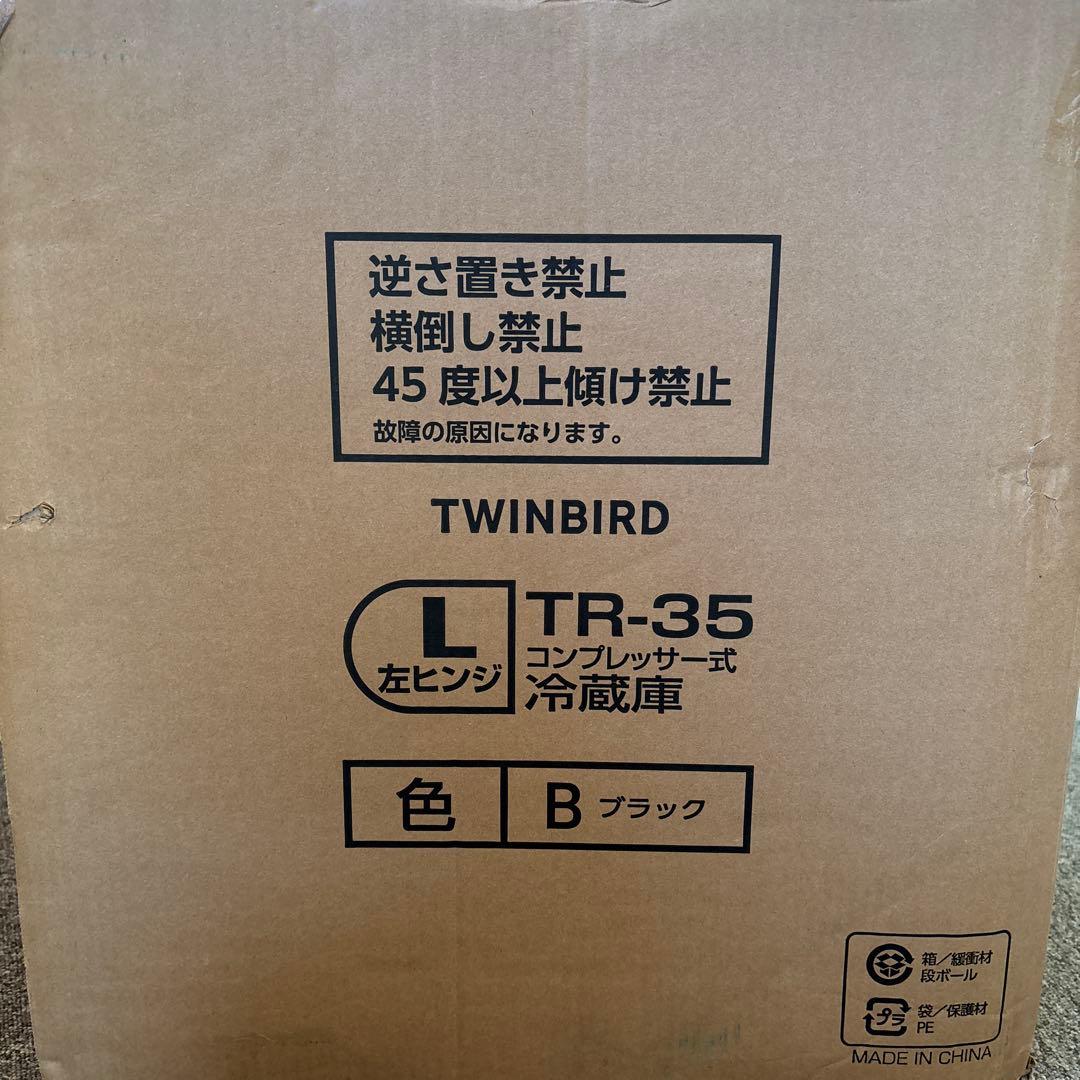 逆さ置き禁止
横倒し禁止
45 度以上傾け禁止
故障の原因になります。
TWINBIRD
L
左ヒンジ
TR-35
コンプレッサー式
冷蔵庫
色 B ブラック
箱/緩衝材
段ボール
プラ
袋/保護材
PE
MADE IN CHINA